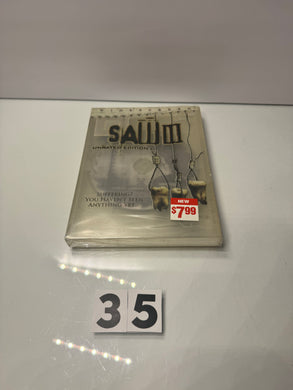 WIDESCREEN
SAW III
UNRATED EDITION
SUFFERING?
YOU HAVEN'T SEEN
ANYTHING YET.
NEW
$7.99
35